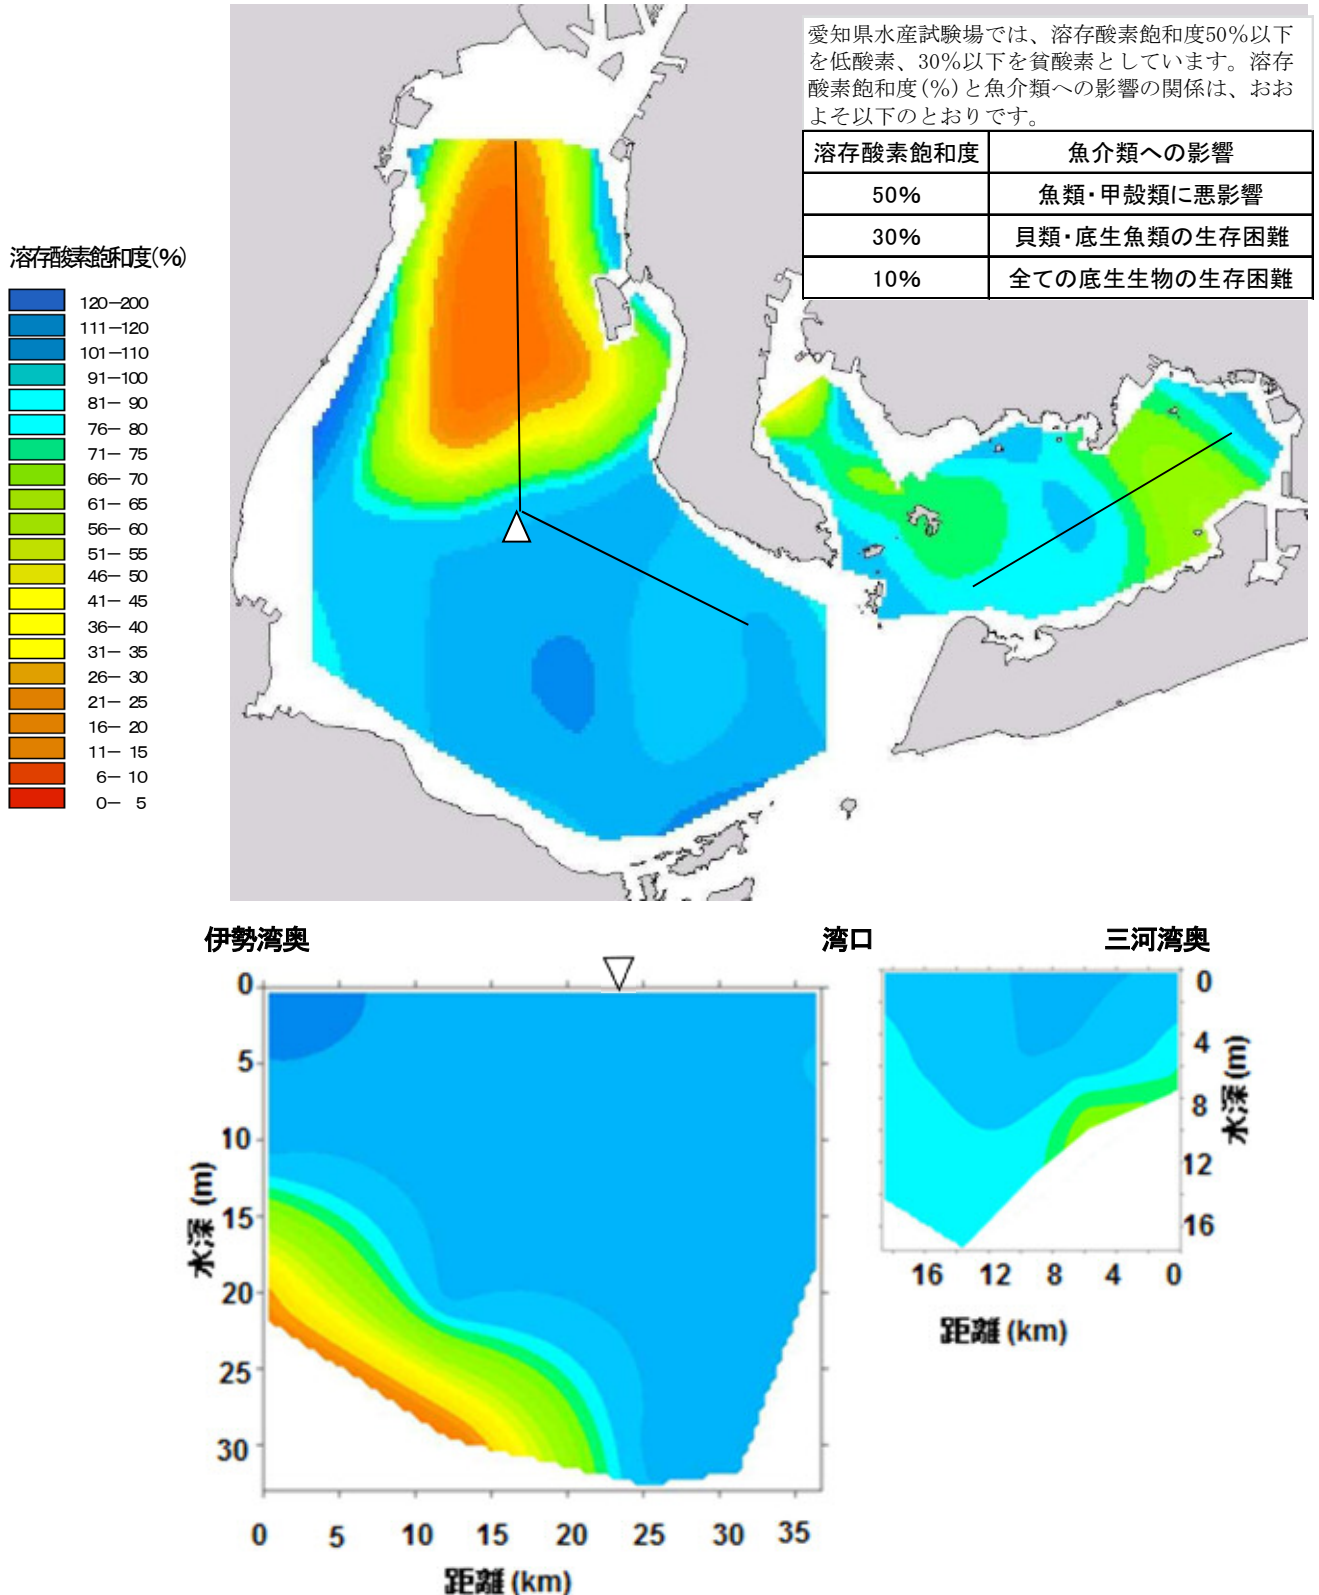 愛知県水産試験場では、溶存酸素飽和度50%以下
を低酸素、30%以下を貧酸素としています。溶存
酸素飽和度(%)と魚介類への影響の関係は、おお
よそ以下のとおりです。
溶存酸素飽和度 魚介類への影響
50% 魚類・甲殻類に悪影響
30% 貝類・底生魚類の生存困難
10% 全ての底生生物の生存困難
溶存酸素飽和度(%)
120-200
111-120
101-110
91-100
81- 90
76- 80
71- 75
66- 70
61- 65
56- 60
51- 55
46- 50
41- 45
36- 40
31- 35
26- 30
21- 25
16- 20
11- 15
6- 10
0- 5
伊勢湾奥 湾口 三河湾奥
0
5
10
15
20
25
30
水深 (m)
0 5 10 15 20 25 30 35
距離 (km)
0
4
8
12
16
水深 (m)
16 12 8 4 0
距離 (km)